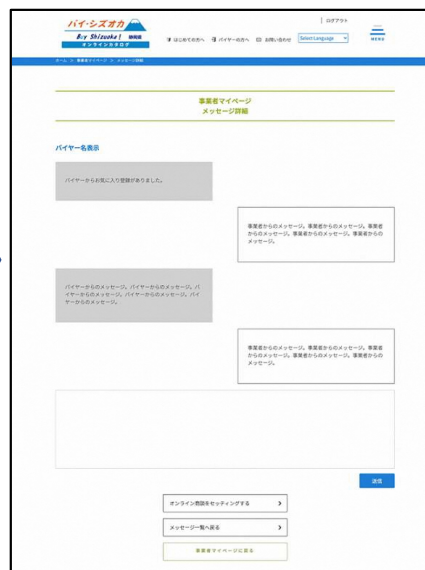 バイ・シズオカ
Buy Shizuoka! 静岡県
オンラインカタログ
ログアウト
はじめての方へ バイヤーの方へ お問い合わせ Select Language
MENU
ホーム > 事業者マイページ > メッセージ詳細
事業者マイページ
メッセージ詳細
バイヤー名表示
バイヤーからお気に入り登録がありました。
事業者からのメッセージ。事業者からのメッセージ。事業者
からのメッセージ。事業者からのメッセージ。事業者からの
メッセージ。
バイヤーからのメッセージ。バイヤーからのメッセージ。バ
イヤーからのメッセージ。バイヤーからのメッセージ。バイ
ヤーからのメッセージ。
事業者からのメッセージ。事業者からのメッセージ。事業者
からのメッセージ。事業者からのメッセージ。事業者からの
メッセージ。
送信
オンライン商談をセッティングする
メッセージ一覧へ戻る
事業者マイページに戻る